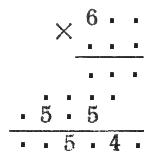 6 . .
× . . .
. . .
. . . .
. 5 . 5
. . 5 . 4 .